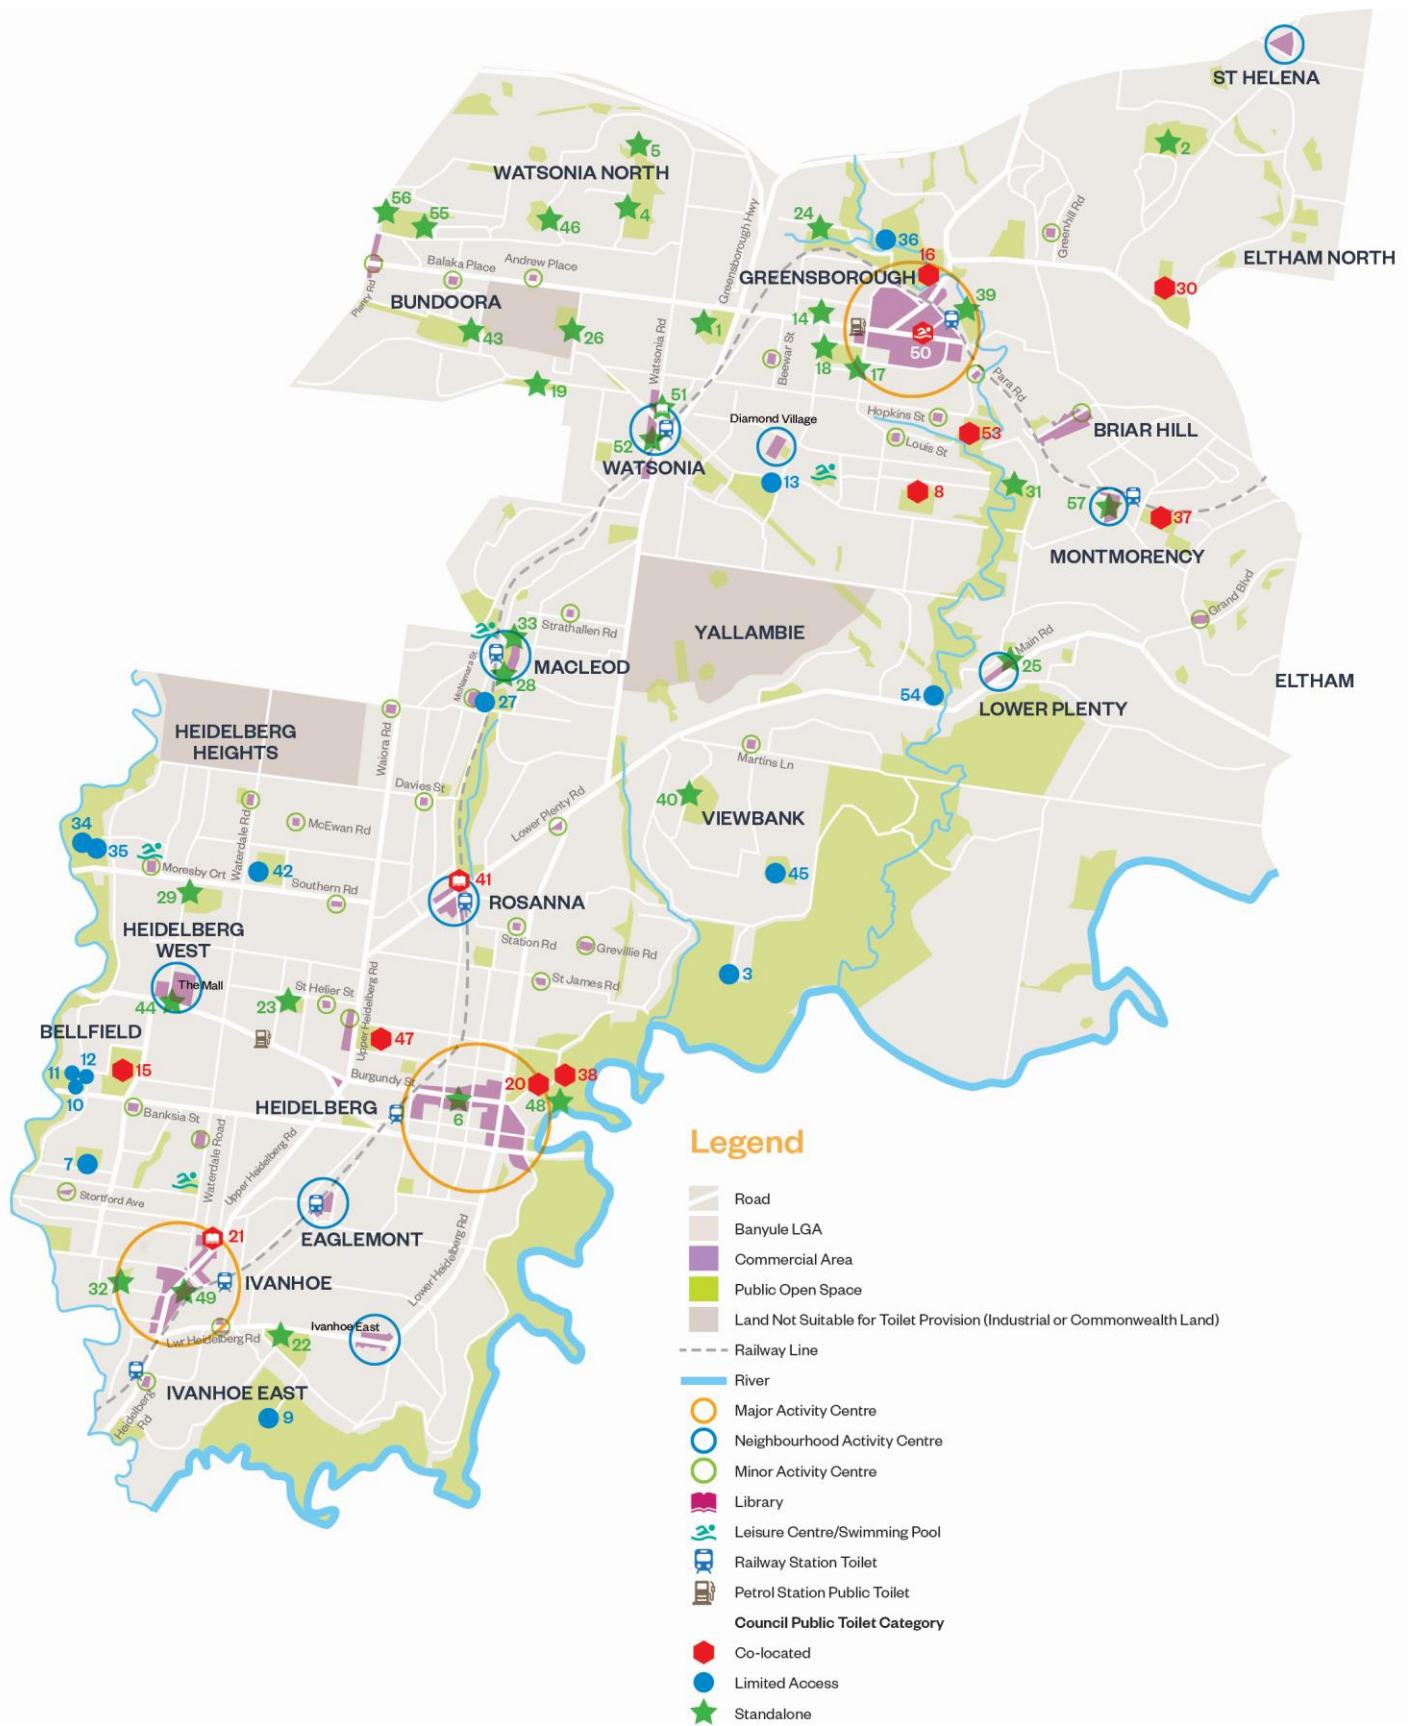 ST HELENA
2
5
WATSONIA NORTH
56
55
46
4
24
36
Greenhill Rd
Greensborough Hwy
16
ELTHAM NORTH
Balaka Place
Andrew Place
GREENSBOROUGH
30
Plenty Rd
BUNDOORA
39
14
1
43
26
Watsonia Rd
Beewar St
50
18
17
19
Para Rd
51
Hopkins St
Diamond Village
53
BRIAR HILL
52
Louis St
WATSONIA
13
8
31
57
37
MONTMORENCY
Grand Blvd
33
Strathallen Rd
YALLAMBIE
Main Rd
McNamara St
MACLEOD
25
28
ELTHAM
27
54
LOWER PLENTY
HEIDELBERG
HEIGHTS
Waiora Rd
Martins Ln
Davies St
40
Lower Plenty Rd
VIEWBANK
34
McEwan Rd
Waterdale Rd
35
Moresby Crt
42
45
Southern Rd
41
29
ROSANNA
HEIDELBERG
WEST
Station Rd
Grevillie Rd
3
The Mall
St Helier St
St James Rd
44
23
Upper Heidelberg Rd
BELLFIELD
47
12
11
15
Burgundy St
38
20
10
48
HEIDELBERG
Banksia St
6
7
Waterdale Road
Upper Heidelberg Rd
Stortford Ave
21
EAGLEMONT
Lower Heidelberg Rd
32
IVANHOE
49
Ivanhoe East
Lwr Heidelberg Rd
22
IVANHOE EAST
Heidelberg
Rd
9
Legend
Road
Banyule LGA
Commercial Area
Public Open Space
Land Not Suitable for Toilet Provision (Industrial or Commonwealth Land)
Railway Line
River
Major Activity Centre
Neighbourhood Activity Centre
Minor Activity Centre
Library
Leisure Centre/Swimming Pool
Railway Station Toilet
Petrol Station Public Toilet
Council Public Toilet Category
Co-located
Limited Access
Standalone